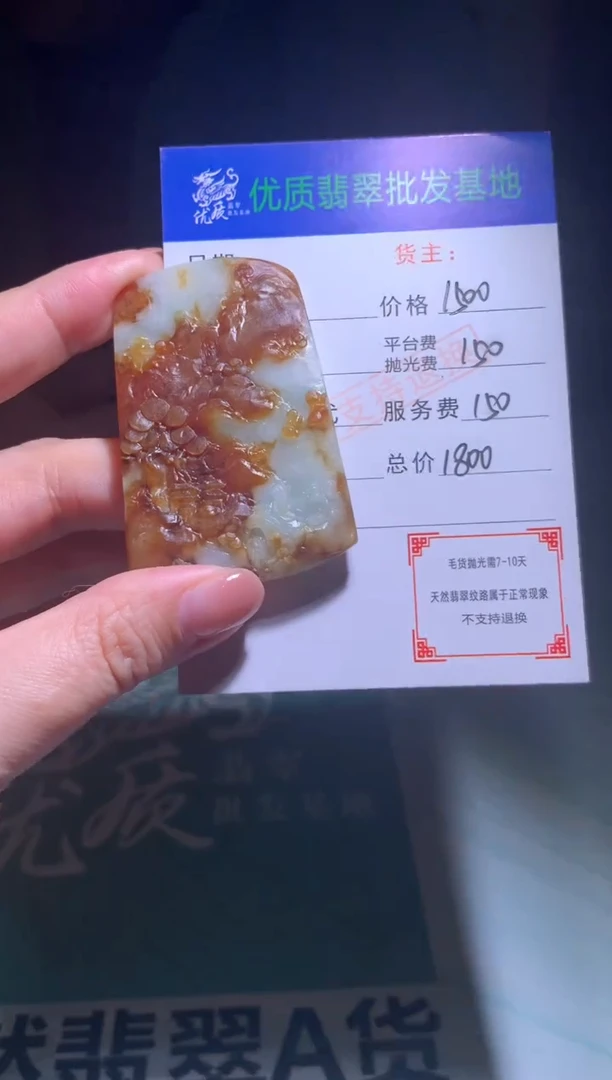 优质翡翠批发基地
优质
日期
货主：
价格 1500
平台费
抛光费 150
服务费 150
支持退
总价 1800
毛货抛光需7-10天
天然翡翠纹路属于正常现象
不支持退换
优质
翡翠A货